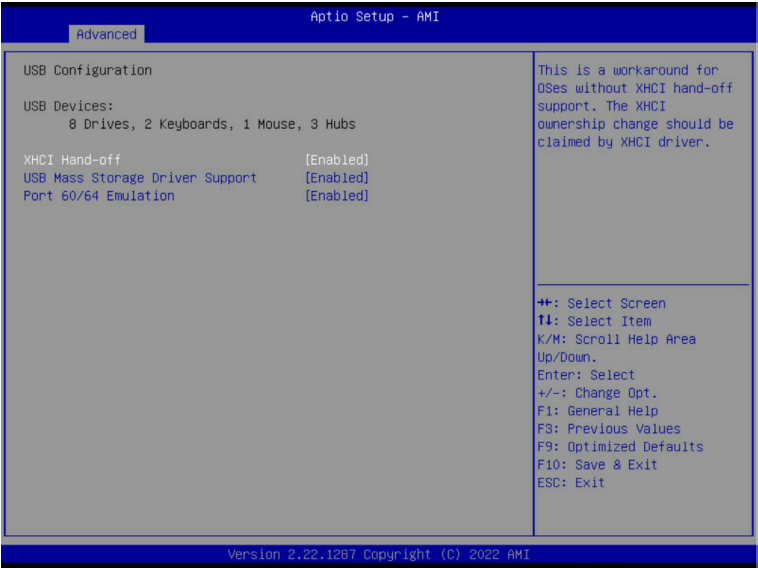 Aptio Setup - AMI
Advanced
USB Configuration
USB Devices:
8 Drives, 2 Keyboards, 1 Mouse, 3 Hubs
XHCI Hand-off [Enabled]
USB Mass Storage Driver Support [Enabled]
Port 60/64 Emulation [Enabled]
This is a workaround for
OSes without XHCI hand-off
support. The XHCI
ownership change should be
claimed by XHCI driver.
→←: Select Screen
↑↓: Select Item
K/M: Scroll Help Area
Up/Down.
Enter: Select
+/-: Change Opt.
F1: General Help
F3: Previous Values
F9: Optimized Defaults
F10: Save & Exit
ESC: Exit
Version 2.22.1287 Copyright (C) 2022 AMI